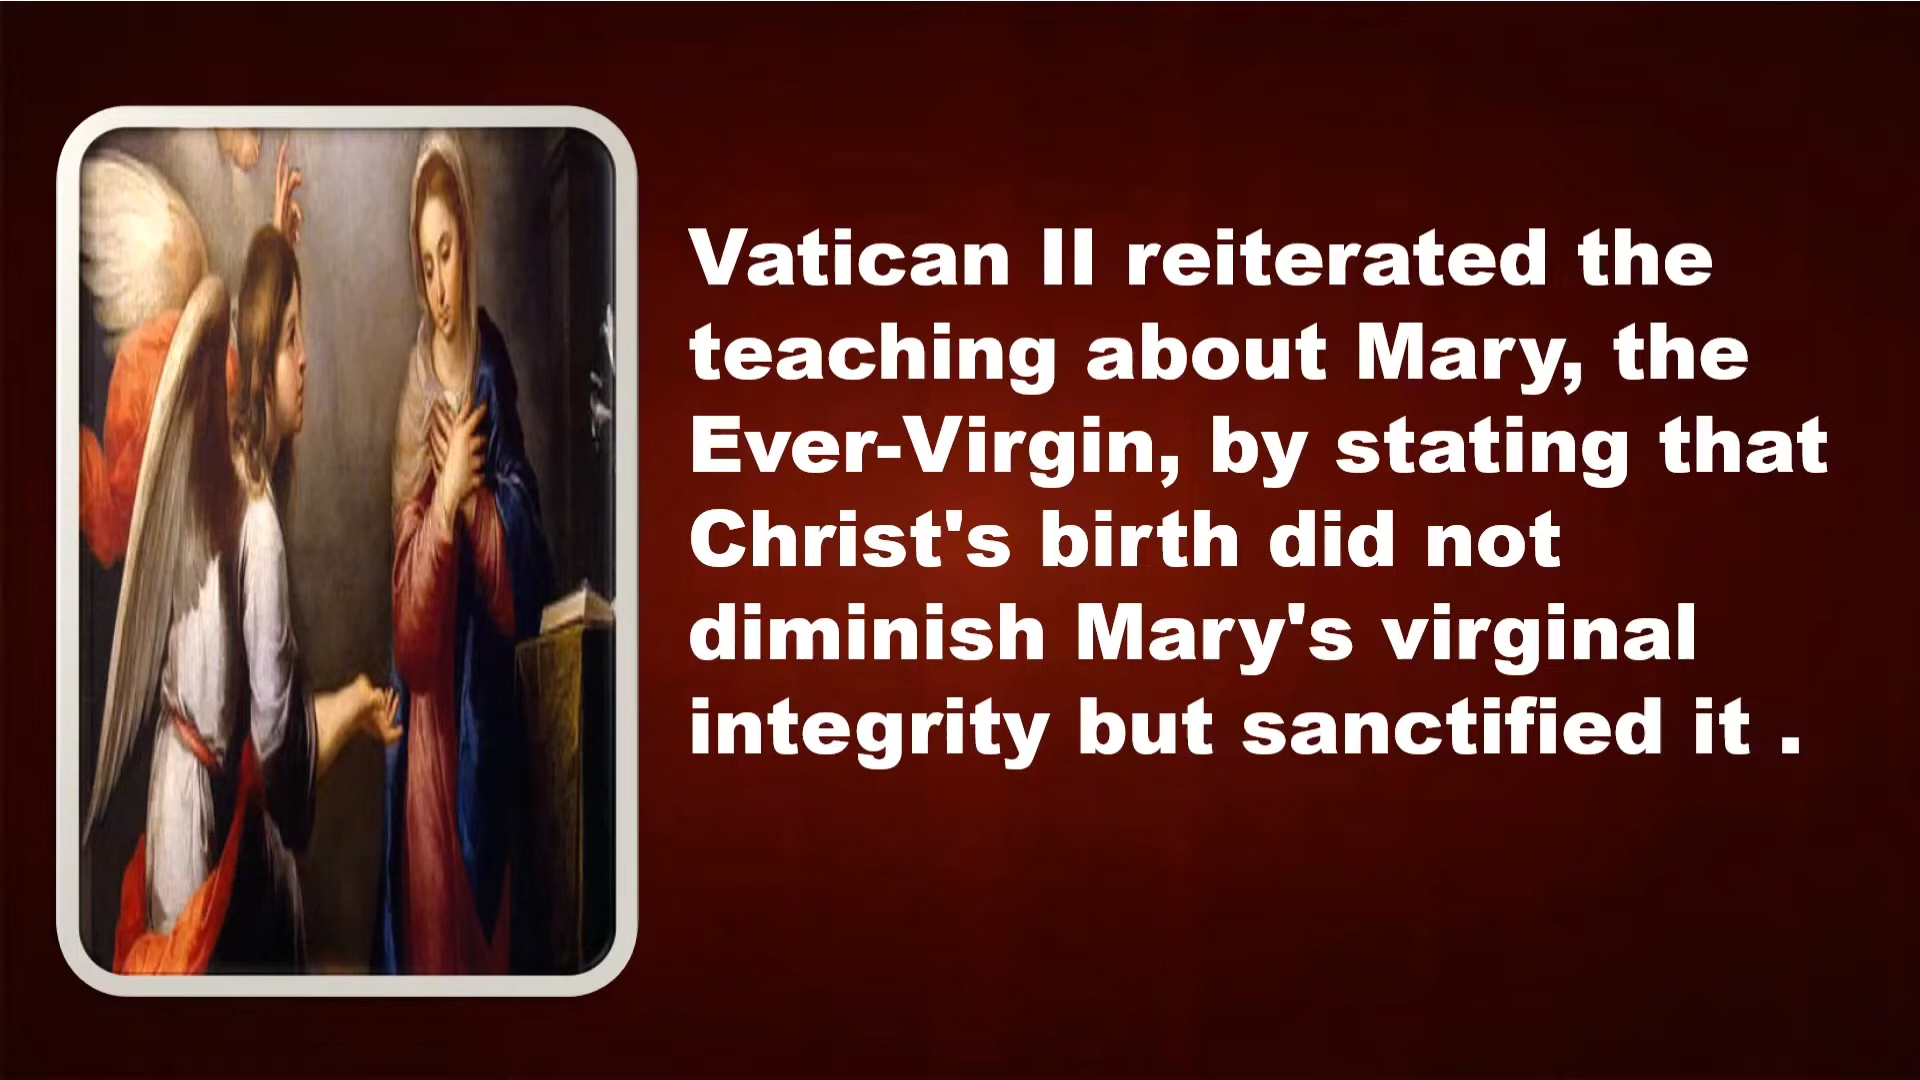 Vatican II reiterated the
teaching about Mary, the
Ever-Virgin, by stating that
Christ's birth did not
diminish Mary's virginal
integrity but sanctified it .